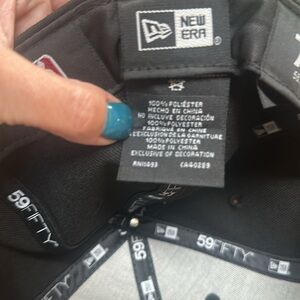 NEW
ERA
100% POLIÉSTER
HECHO EN CHINA
NO INCLUYE DECORACIÓN
100% POLYESTER
FABRIQUÉ EN CHINE
EXCLUSION DE LA GARNITURE
100% POLYESTER
MADE IN CHINA
EXCLUSIVE OF DECORATION
59FIFTY
59FIFTY
59FIFTY